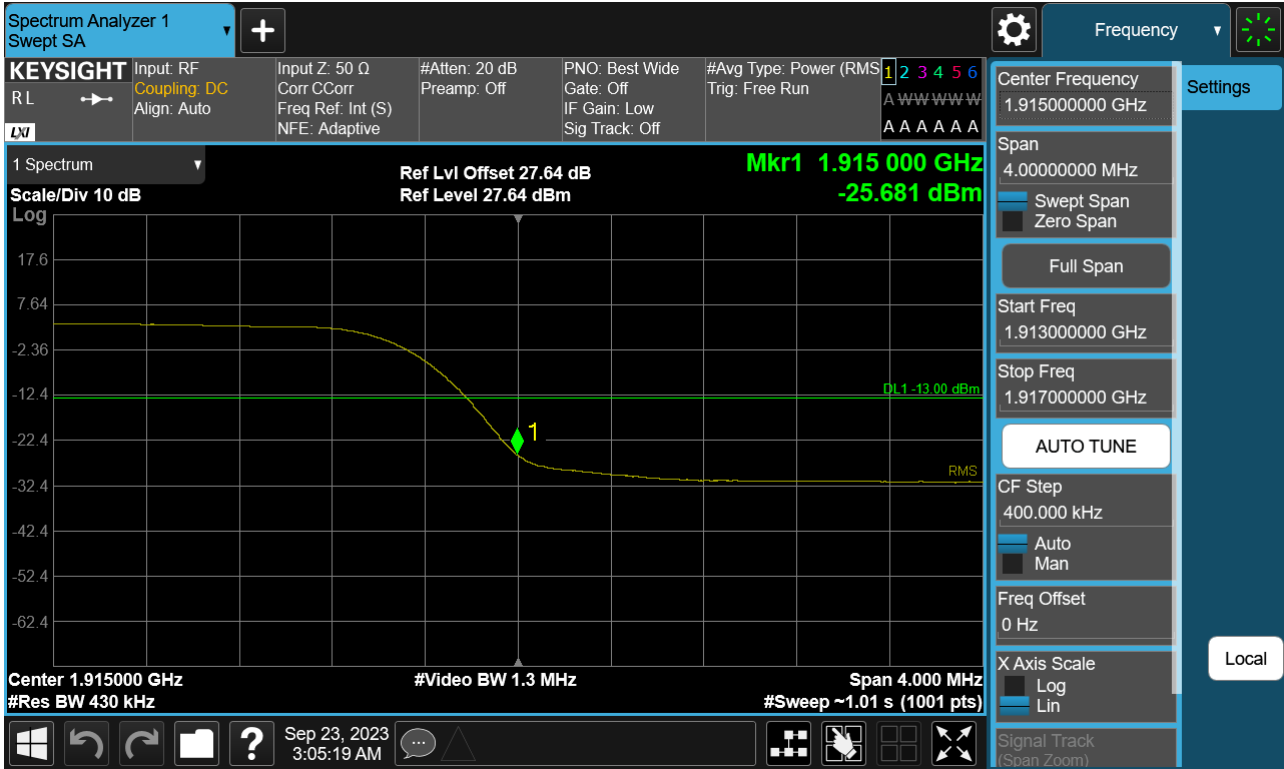 Spectrum Analyzer 1
Swept SA
Frequency
KEYSIGHT
R L
LXI
Input: RF
Coupling: DC
Align: Auto
Input Z: 50 Ω
Corr CCorr
Freq Ref: Int (S)
NFE: Adaptive
#Atten: 20 dB
Preamp: Off
PNO: Best Wide
Gate: Off
IF Gain: Low
Sig Track: Off
#Avg Type: Power (RMS
Trig: Free Run
1 2 3 4 5 6
A W W W W W
A A A A A A
1 Spectrum
Scale/Div 10 dB
Log
Ref Lvl Offset 27.64 dB
Ref Level 27.64 dBm
Mkr1 1.915 000 GHz
-25.681 dBm
17.6
7.64
-2.36
-12.4
-22.4
-32.4
-42.4
-52.4
-62.4
DL1 -13.00 dBm
1
RMS
Center 1.915000 GHz
#Video BW 1.3 MHz
Span 4.000 MHz
#Res BW 430 kHz
#Sweep ~1.01 s (1001 pts)
Sep 23, 2023
3:05:19 AM
Center Frequency
1.915000000 GHz
Settings
Span
4.00000000 MHz
Swept Span
Zero Span
Full Span
Start Freq
1.913000000 GHz
Stop Freq
1.917000000 GHz
AUTO TUNE
CF Step
400.000 kHz
Auto
Man
Freq Offset
0 Hz
X Axis Scale
Log
Lin
Local
Signal Track
(Span Zoom)